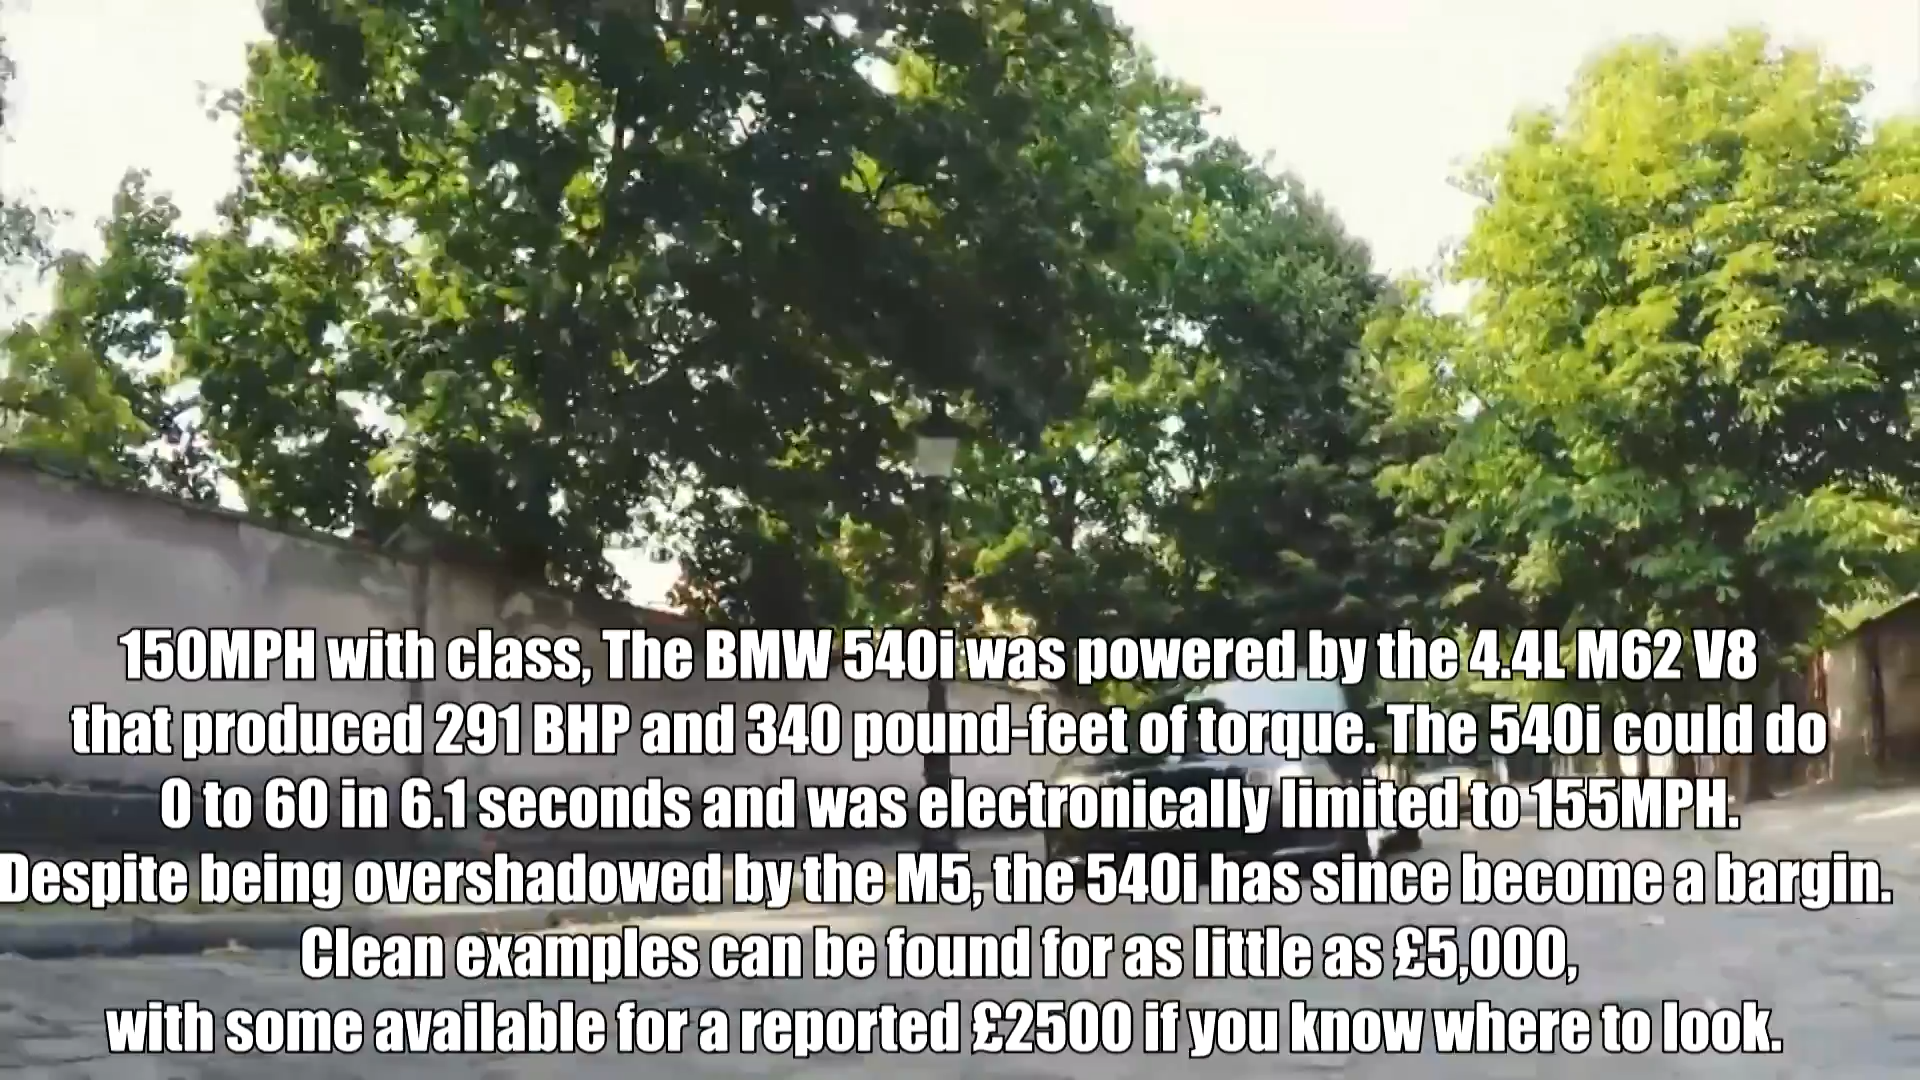 150MPH with class, The BMW 540i was powered by the 4.4L M62 V8
that produced 291 BHP and 340 pound-feet of torque. The 540i could do
0 to 60 in 6.1 seconds and was electronically limited to 155MPH.
Despite being overshadowed by the M5, the 540i has since become a bargin.
Clean examples can be found for as little as £5,000,
with some available for a reported £2500 if you know where to look.